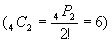 (₄C₂ = ₄P₂/2! = 6)